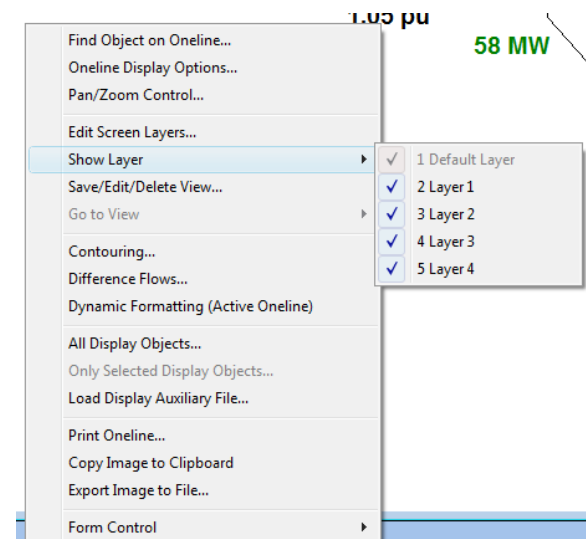 1.05 pu
58 MW
Find Object on Oneline...
Oneline Display Options...
Pan/Zoom Control...
Edit Screen Layers...
Show Layer
Save/Edit/Delete View...
Go to View
Contouring...
Difference Flows...
Dynamic Formatting (Active Oneline)
All Display Objects...
Only Selected Display Objects...
Load Display Auxiliary File...
Print Oneline...
Copy Image to Clipboard
Export Image to File...
Form Control
1 Default Layer
2 Layer 1
3 Layer 2
4 Layer 3
5 Layer 4